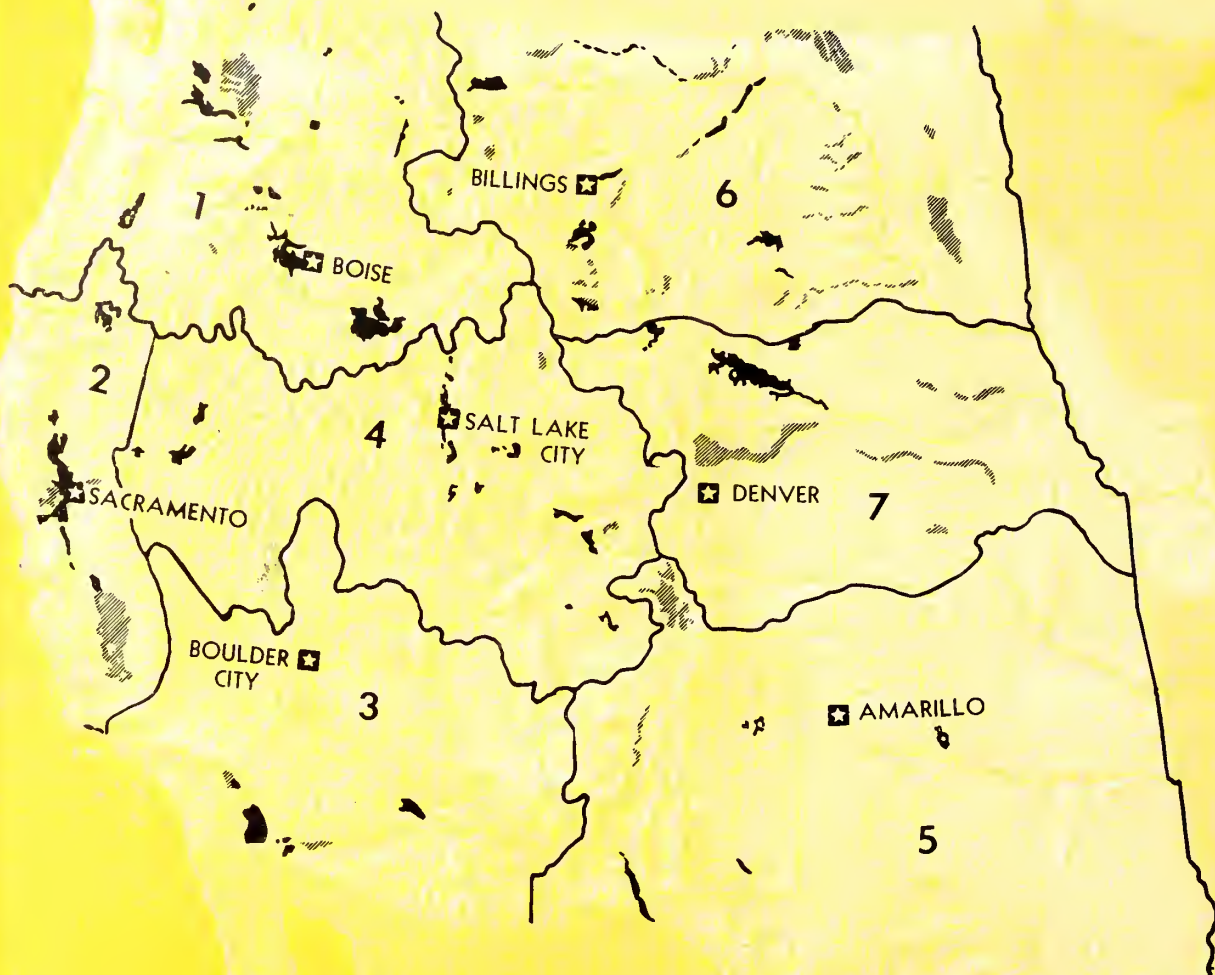 BILLINGS
6
1
BOISE
2
4
SALT LAKE
CITY
SACRAMENTO
DENVER
7
BOULDER
CITY
3
AMARILLO
5